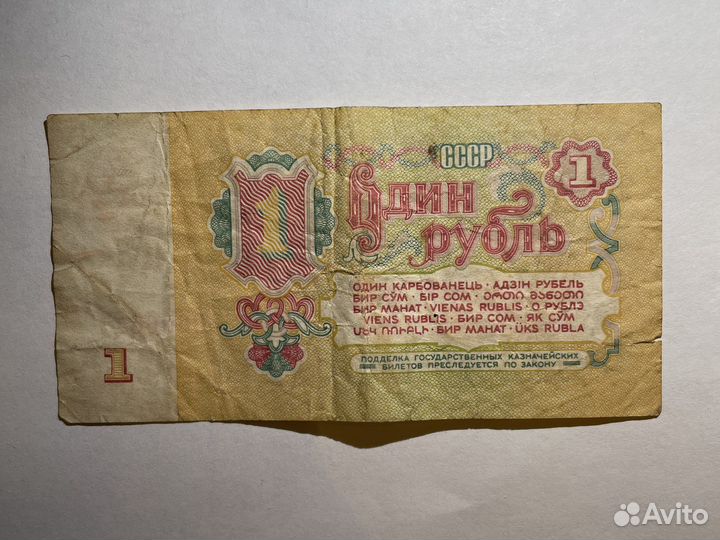 СССР
1
1
Один
рубль
ОДИН КАРБОВАНЕЦЬ · АДЗІН РУБЕЛЬ
БИР СЎМ · БІР СОМ · ᲔᲠᲗᲘ ᲛᲐᲜᲔᲗᲘ
БИР МАНАТ · VIENAS RUBLIS · О РУБЛЭ
VIENS RUBLIS · БИР СОМ · ЯК СЎМ
ՄԵԿ ՌՈՒԲԼԻ · БИР МАНАТ · ÜKS RUBLA
ПОДДЕЛКА ГОСУДАРСТВЕННЫХ КАЗНАЧЕЙСКИХ
БИЛЕТОВ ПРЕСЛЕДУЕТСЯ ПО ЗАКОНУ
1
Avito